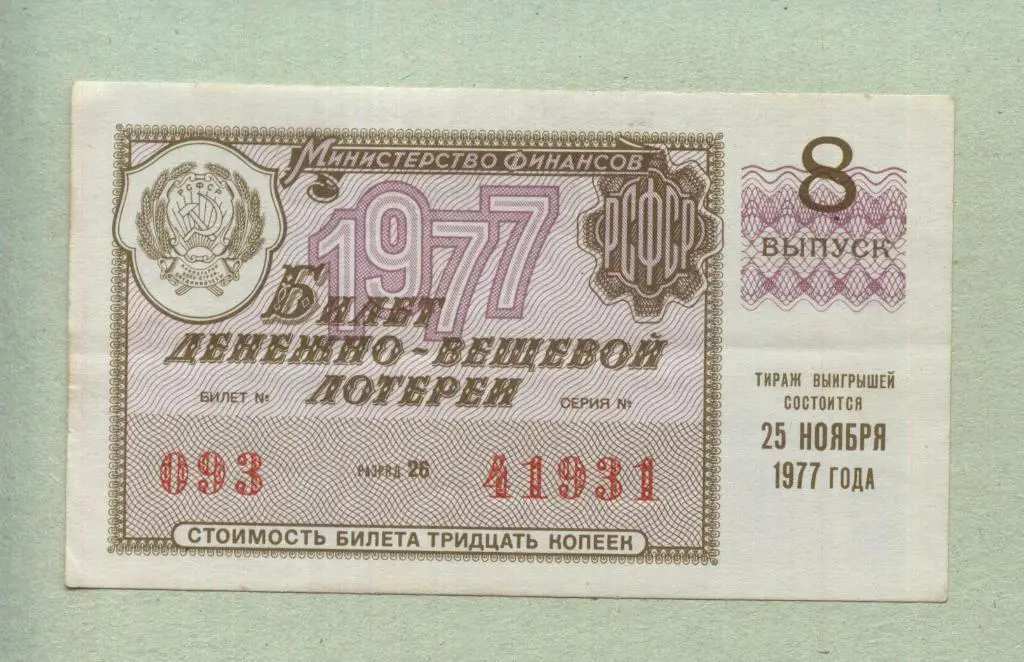 Министерство финансов
РСФСР
1977
РСФСР
Билет
денежно-вещевой
лотереи
БИЛЕТ №
СЕРИЯ №
093
РАЗРЯД 26
41931
СТОИМОСТЬ БИЛЕТА ТРИДЦАТЬ КОПЕЕК
8
ВЫПУСК
ТИРАЖ ВЫИГРЫШЕЙ
СОСТОИТСЯ
25 НОЯБРЯ
1977 ГОДА